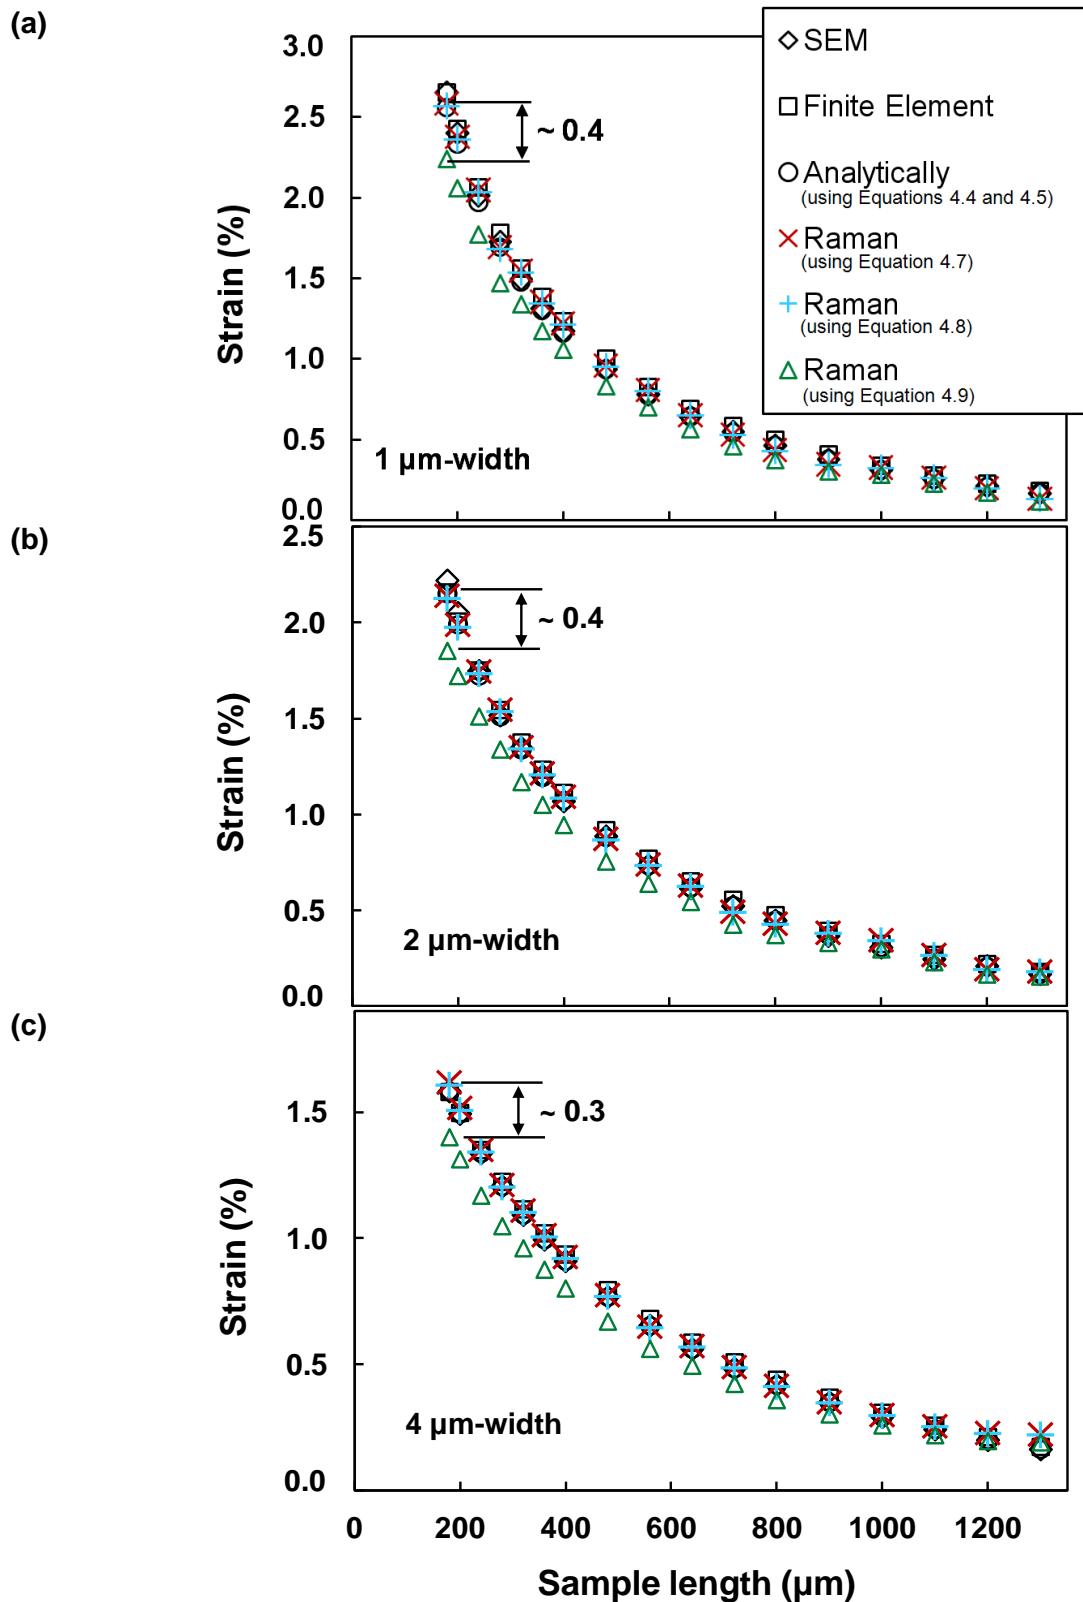 (a)
3.0
2.5
2.0
1.5
1.0
0.5
0.0
Strain (%)
~ 0.4
1 μm-width
SEM
Finite Element
Analytically
(using Equations 4.4 and 4.5)
Raman
(using Equation 4.7)
Raman
(using Equation 4.8)
Raman
(using Equation 4.9)
(b)
2.5
2.0
1.5
1.0
0.5
0.0
Strain (%)
~ 0.4
2 μm-width
(c)
1.5
1.0
0.5
0.0
Strain (%)
~ 0.3
4 μm-width
0 200 400 600 800 1000 1200
Sample length (μm)